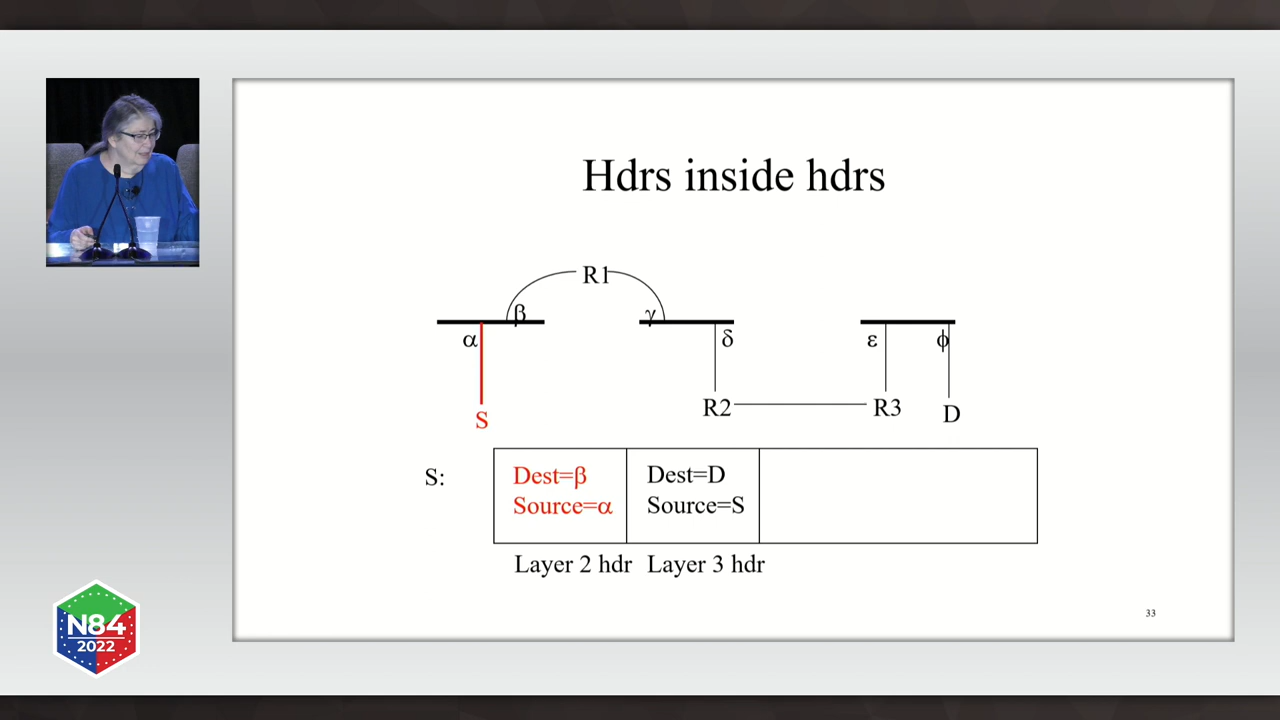 Hdrs inside hdrs
R1
β
γ
α
δ
ε
ϕ
R2
R3
D
S
S:
Dest=β
Source=α
Dest=D
Source=S
Layer 2 hdr
Layer 3 hdr
33
N84
2022